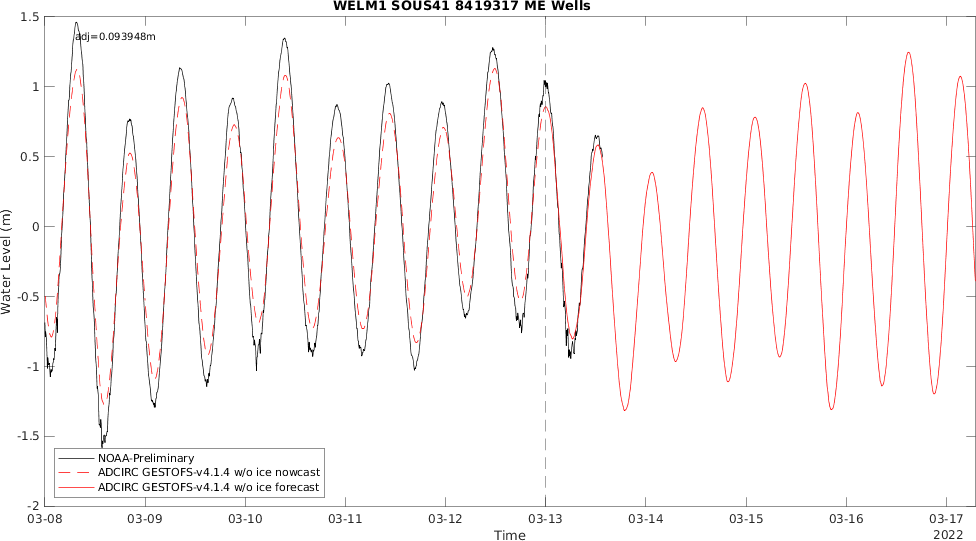 WELM1 SOUS41 8419317 ME Wells
adj=0.093948m
1.5
1
0.5
0
-0.5
-1
-1.5
-2
Water Level (m)
NOAA-Preliminary
ADCIRC GESTOFS-v4.1.4 w/o ice nowcast
ADCIRC GESTOFS-v4.1.4 w/o ice forecast
03-08 03-09 03-10 03-11 03-12 03-13 03-14 03-15 03-16 03-17
Time
2022